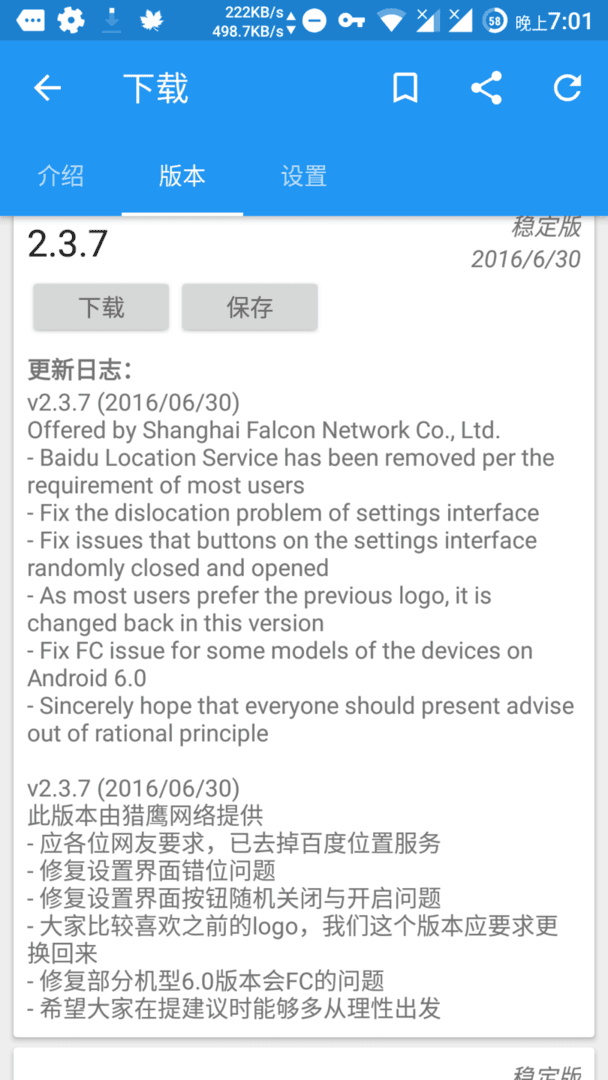 222KB/s
498.7KB/s
58
晚上7:01
下载
介绍
版本
设置
稳定版
2.3.7
2016/6/30
下载
保存
更新日志：
v2.3.7 (2016/06/30)
Offered by Shanghai Falcon Network Co., Ltd.
- Baidu Location Service has been removed per the
requirement of most users
- Fix the dislocation problem of settings interface
- Fix issues that buttons on the settings interface
randomly closed and opened
- As most users prefer the previous logo, it is
changed back in this version
- Fix FC issue for some models of the devices on
Android 6.0
- Sincerely hope that everyone should present advise
out of rational principle
v2.3.7 (2016/06/30)
此版本由猎鹰网络提供
- 应各位网友要求，已去掉百度位置服务
- 修复设置界面错位问题
- 修复设置界面按钮随机关闭与开启问题
- 大家比较喜欢之前的logo，我们这个版本应要求更
换回来
- 修复部分机型6.0版本会FC的问题
- 希望大家在提建议时能够多从理性出发
稳定版